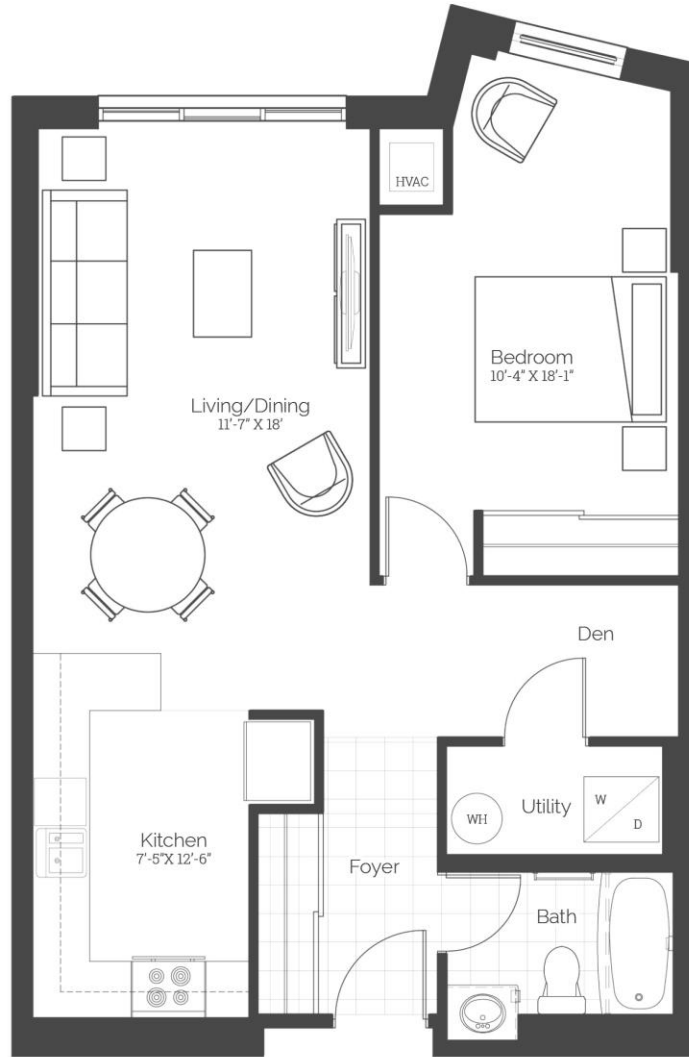 HVAC
Bedroom
10'-4" X 18'-1"
Living/Dining
11'-7" X 18'
Den
Utility
W
D
WH
Kitchen
7'-5"X 12'-6"
Foyer
Bath